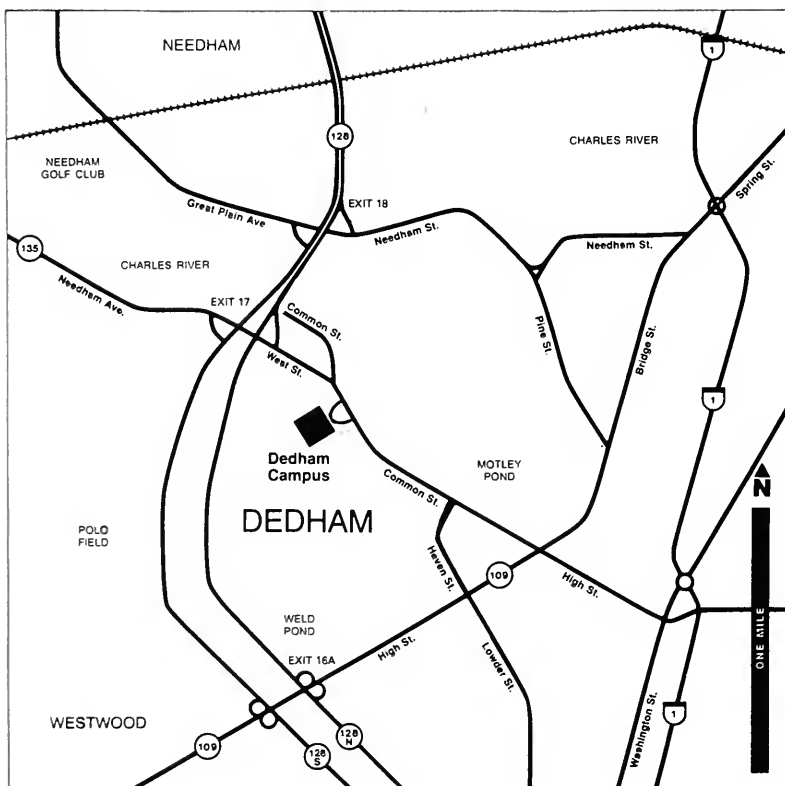 NEEDHAM
1
128
CHARLES RIVER
NEEDHAM
GOLF CLUB
Spring St.
EXIT 18
Great Plain Ave
Needham St.
Needham St.
135
CHARLES RIVER
Needham Ave.
EXIT 17
Common St.
Pine St.
Bridge St.
West St.
1
Dedham
Campus
MOTLEY
POND
Common St.
N
DEDHAM
POLO
FIELD
Haven St.
109
High St.
ONE MILE
WELD
POND
High St.
EXIT 16A
Lowder St.
Washington St.
WESTWOOD
1
109
128
N
128
S